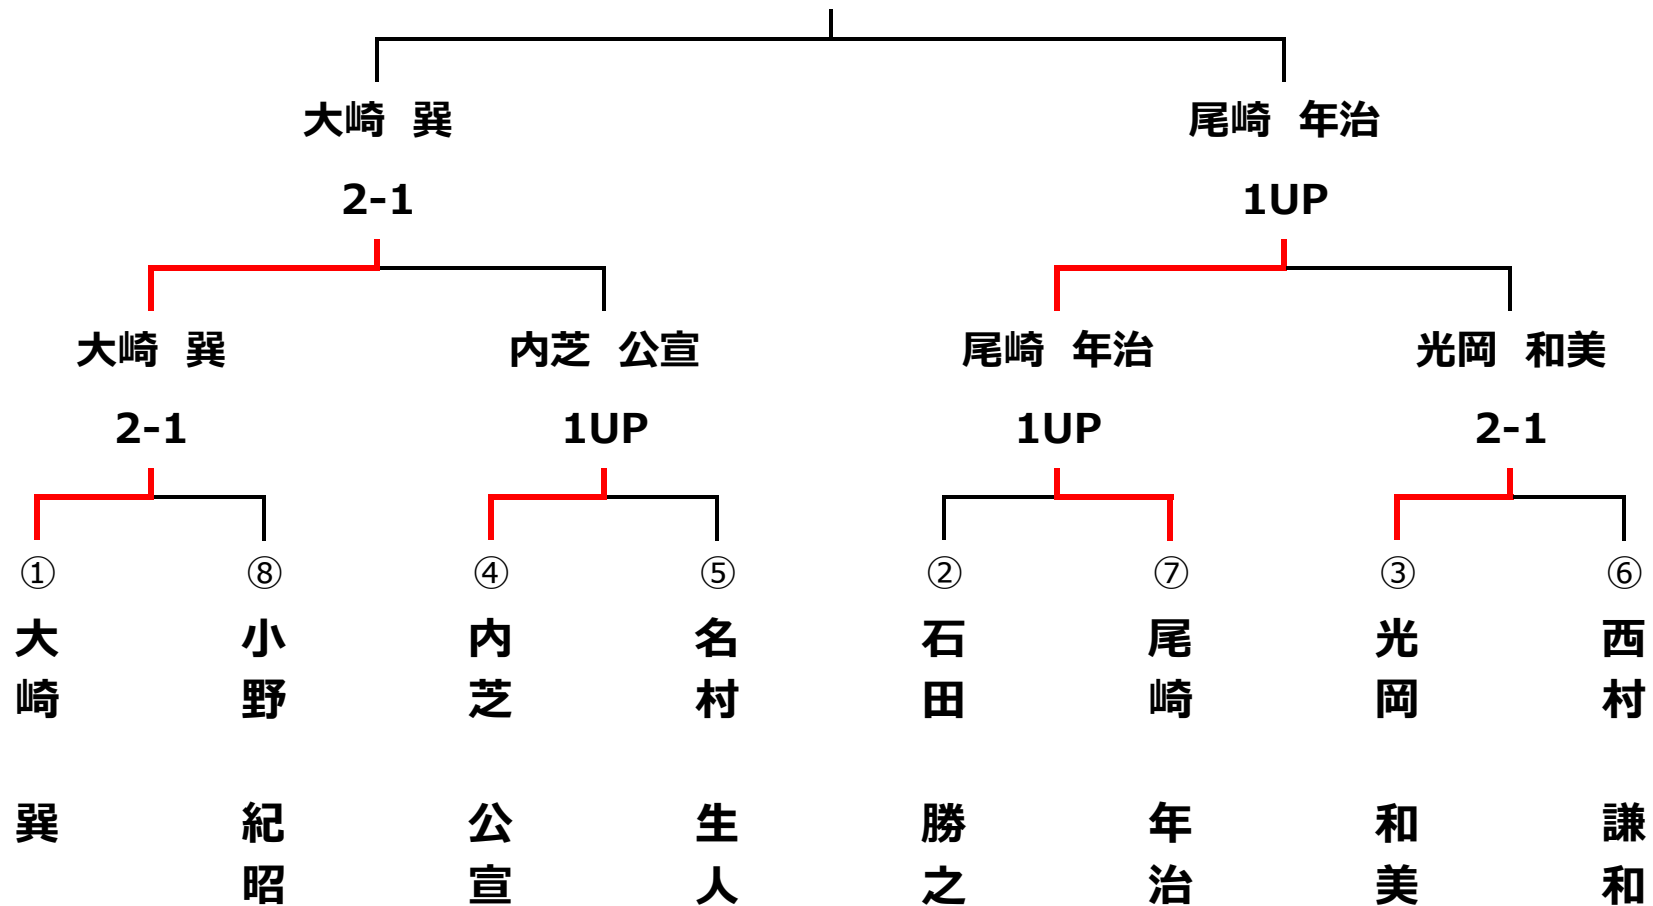 大崎　巽
尾崎　年治
2-1
1UP
大崎　巽
内芝　公宣
尾崎　年治
光岡　和美
2-1
1UP
1UP
2-1
①
⑧
④
⑤
②
⑦
③
⑥
大崎　巽
小野　紀昭
内芝　公宣
名村　生人
石田　勝之
尾崎　年治
光岡　和美
西村　謙和